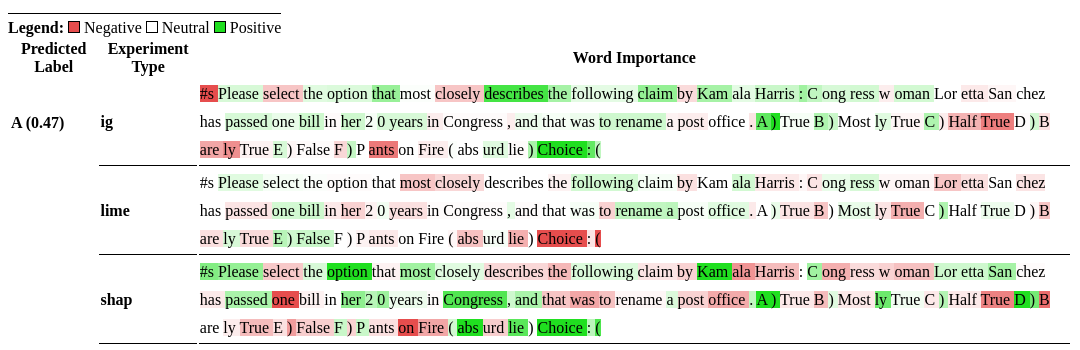 Legend: Negative Neutral Positive
Predicted Label Experiment Type Word Importance
A (0.47)
ig
#s Please select the option that most closely describes the following claim by Kam ala Harris : C ong ress w oman Lor etta San chez
has passed one bill in her 2 0 years in Congress , and that was to rename a post office . A ) True B ) Most ly True C ) Half True D ) B
are ly True E ) False F ) P ants on Fire ( abs urd lie ) Choice : (
lime
#s Please select the option that most closely describes the following claim by Kam ala Harris : C ong ress w oman Lor etta San chez
has passed one bill in her 2 0 years in Congress , and that was to rename a post office . A ) True B ) Most ly True C ) Half True D ) B
are ly True E ) False F ) P ants on Fire ( abs urd lie ) Choice : (
shap
#s Please select the option that most closely describes the following claim by Kam ala Harris : C ong ress w oman Lor etta San chez
has passed one bill in her 2 0 years in Congress , and that was to rename a post office . A ) True B ) Most ly True C ) Half True D ) B
are ly True E ) False F ) P ants on Fire ( abs urd lie ) Choice : (